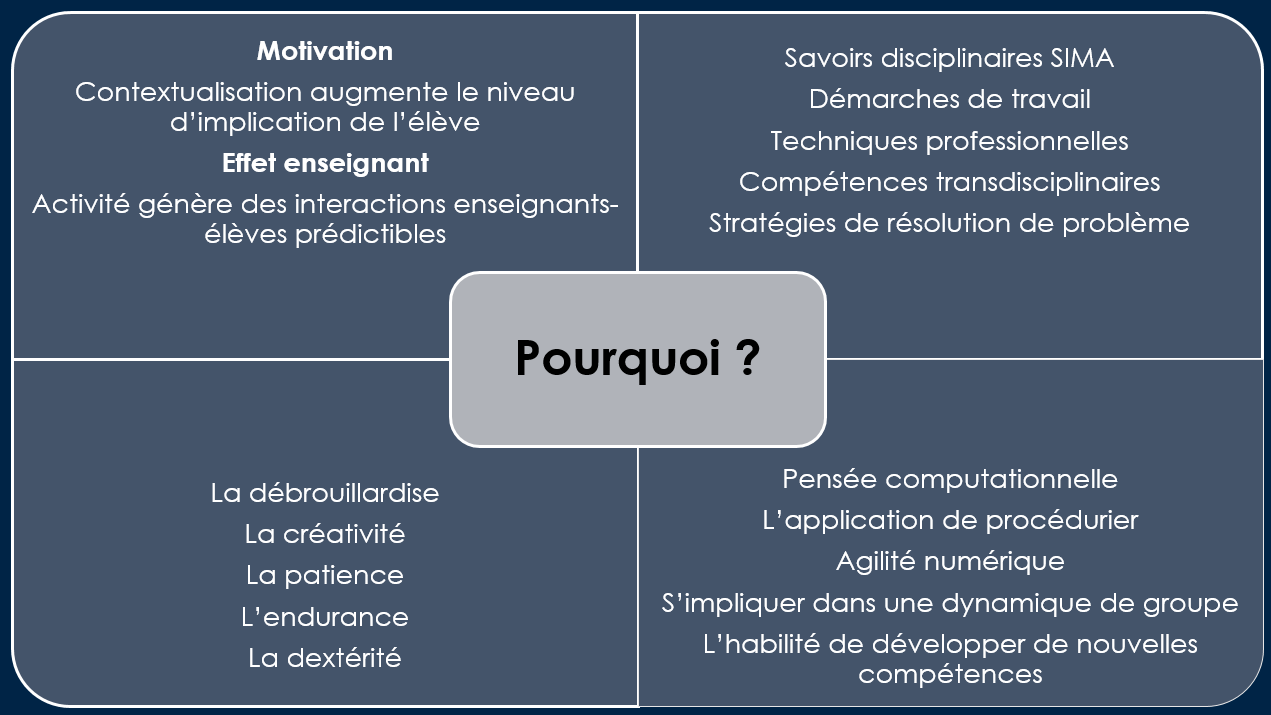 Motivation
Contextualisation augmente le niveau
d'implication de l'élève
Effet enseignant
Activité génère des interactions enseignants-
élèves prédictibles
Savoirs disciplinaires SIMA
Démarches de travail
Techniques professionnelles
Compétences transdisciplinaires
Stratégies de résolution de problème
Pourquoi ?
La débrouillardise
La créativité
La patience
L'endurance
La dextérité
Pensée computationnelle
L'application de procédurier
Agilité numérique
S'impliquer dans une dynamique de groupe
L'habilité de développer de nouvelles
compétences